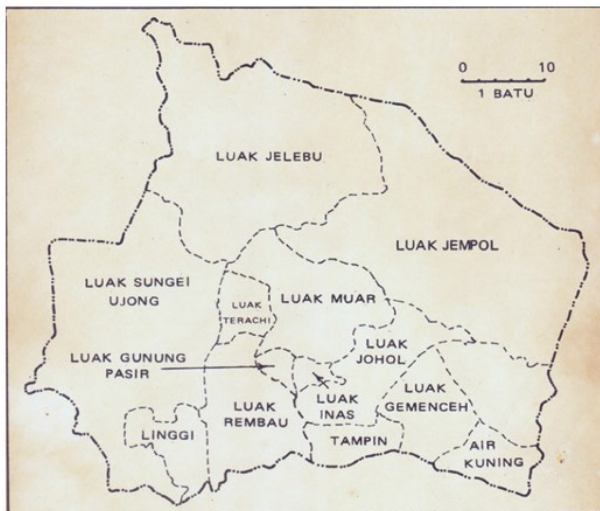 0 10
1 BATU
LUAK JELEBU
LUAK JEMPOL
LUAK SUNGEI
UJONG
LUAK
TERACHI
LUAK MUAR
LUAK GUNUNG
PASIR
LUAK
JOHOL
LUAK
INAS
LUAK
GEMENCEH
LUAK
REMBAU
LINGGI
TAMPIN
AIR
KUNING